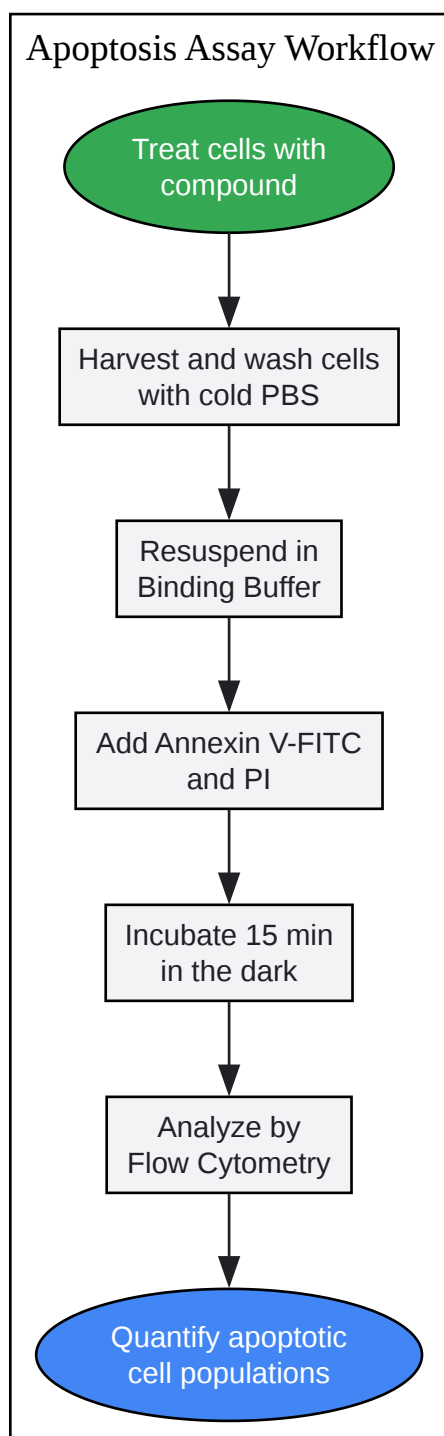 Apoptosis Assay Workflow
Treat cells with
compound
Harvest and wash cells
with cold PBS
Resuspend in
Binding Buffer
Add Annexin V-FITC
and PI
Incubate 15 min
in the dark
Analyze by
Flow Cytometry
Quantify apoptotic
cell populations